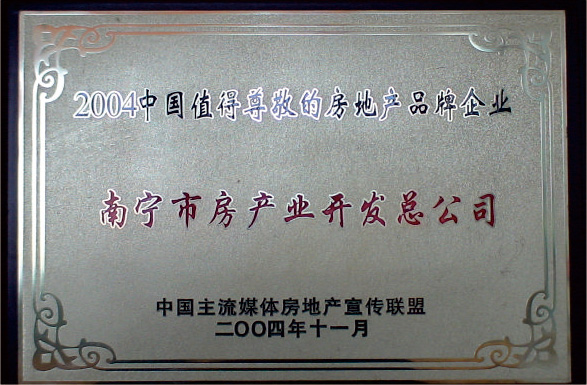 2004中国值得尊敬的房地产品牌企业
南宁市房产业开发总公司
中国主流媒体房地产宣传联盟
二〇〇四年十一月